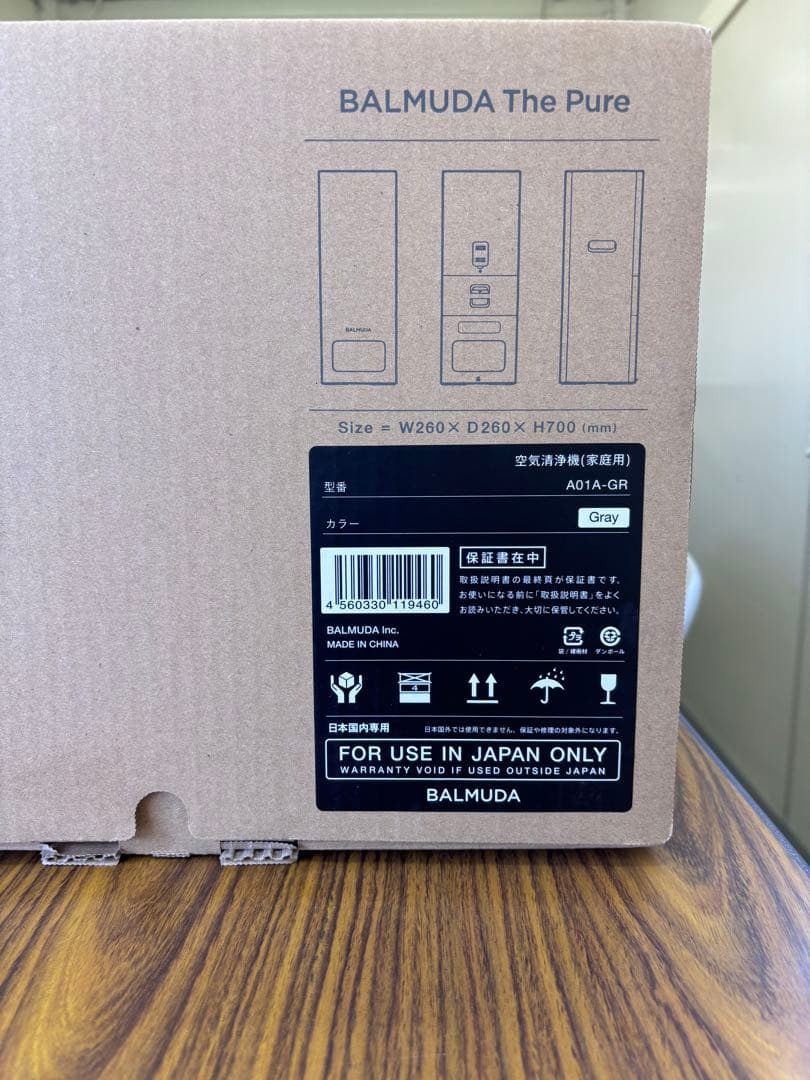 BALMUDA The Pure
BALMUDA
Size = W260× D260× H700 (mm)
空気清浄機(家庭用)
型番 A01A-GR
カラー Gray
4 560330 119460
保証書在中
取扱説明書の最終頁が保証書です。
お使いになる前に「取扱説明書」をよく
お読みいただき、大切に保管してください。
BALMUDA Inc.
MADE IN CHINA
プラ
袋/緩衝材 ダンボール
4
日本国内専用 日本国外では使用できません、保証や修理の対象外になります。
FOR USE IN JAPAN ONLY
WARRANTY VOID IF USED OUTSIDE JAPAN
BALMUDA